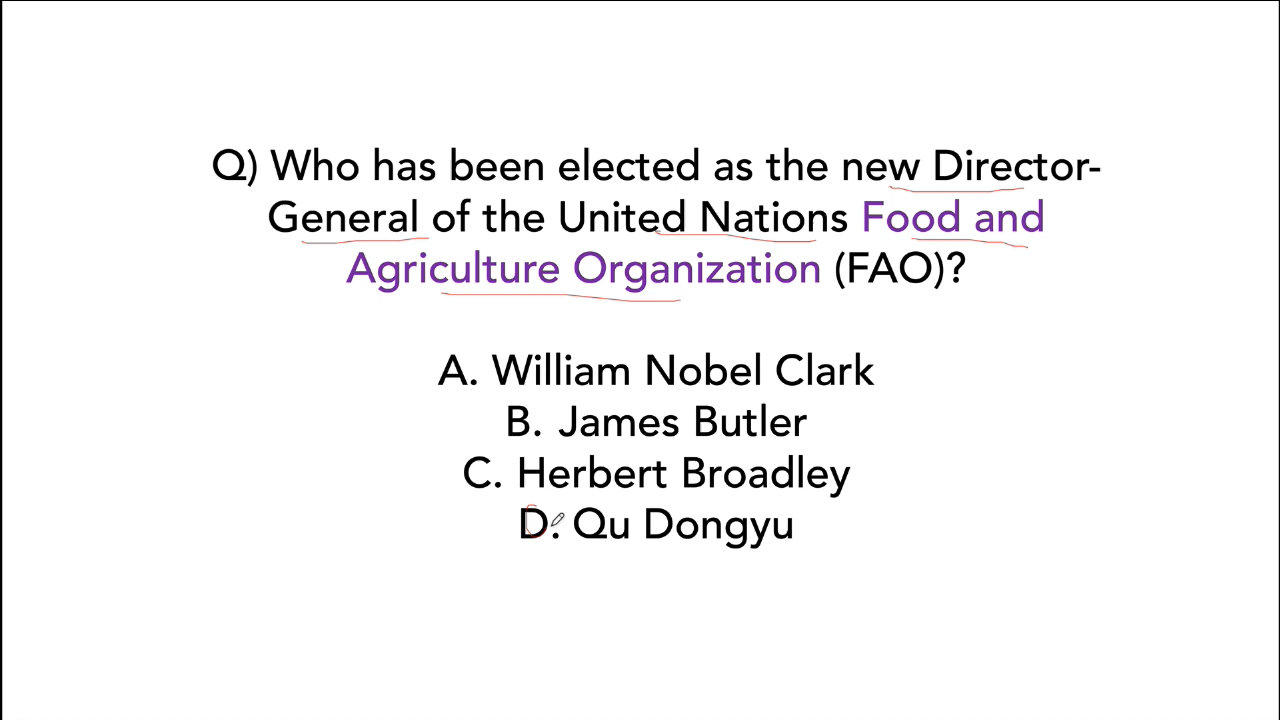 Q) Who has been elected as the new Director-
General of the United Nations Food and
Agriculture Organization (FAO)?
A. William Nobel Clark
B. James Butler
C. Herbert Broadley
D. Qu Dongyu